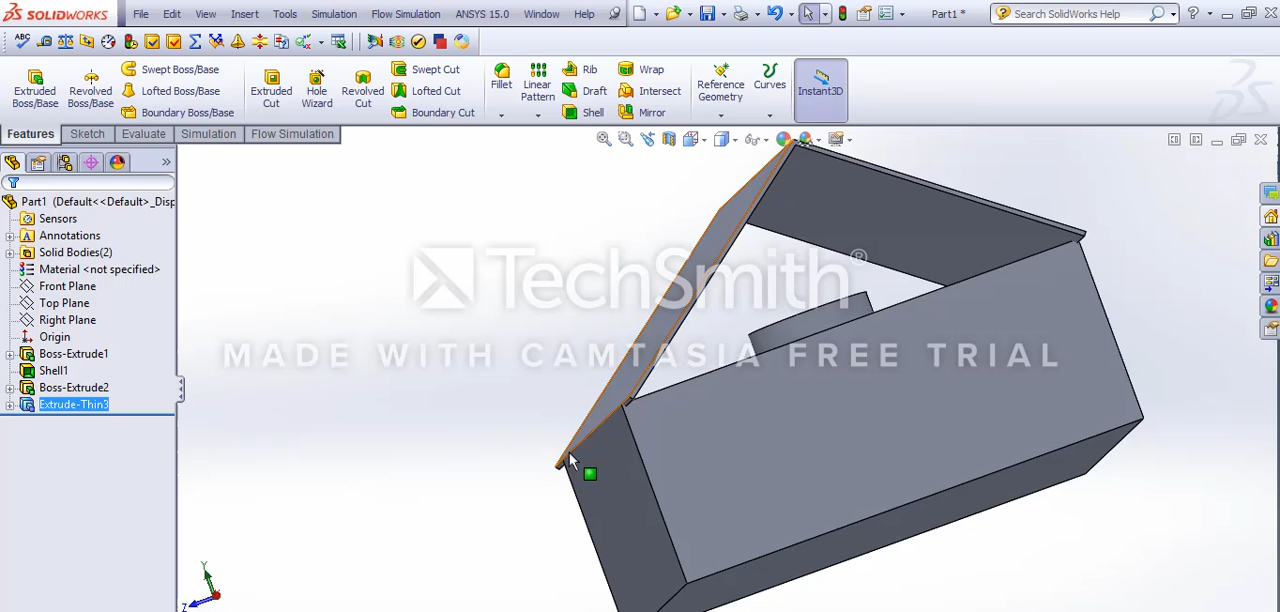 SOLIDWORKS File Edit View Insert Tools Simulation Flow Simulation ANSYS 15.0 Window Help Part1 * Search SolidWorks Help
Extruded Boss/Base
Revolved Boss/Base
Swept Boss/Base
Lofted Boss/Base
Boundary Boss/Base
Extruded Cut
Hole Wizard
Revolved Cut
Swept Cut
Lofted Cut
Boundary Cut
Fillet
Linear Pattern
Rib
Draft
Shell
Wrap
Intersect
Mirror
Reference Geometry
Curves
Instant3D
Features Sketch Evaluate Simulation Flow Simulation
Part1 (Default<<Default>_Disp
Sensors
Annotations
Solid Bodies(2)
Material <not specified>
Front Plane
Top Plane
Right Plane
Origin
Boss-Extrude1
Shell1
Boss-Extrude2
Extrude-Thin3
TechSmith®
MADE WITH CAMTASIA FREE TRIAL
Y
Z